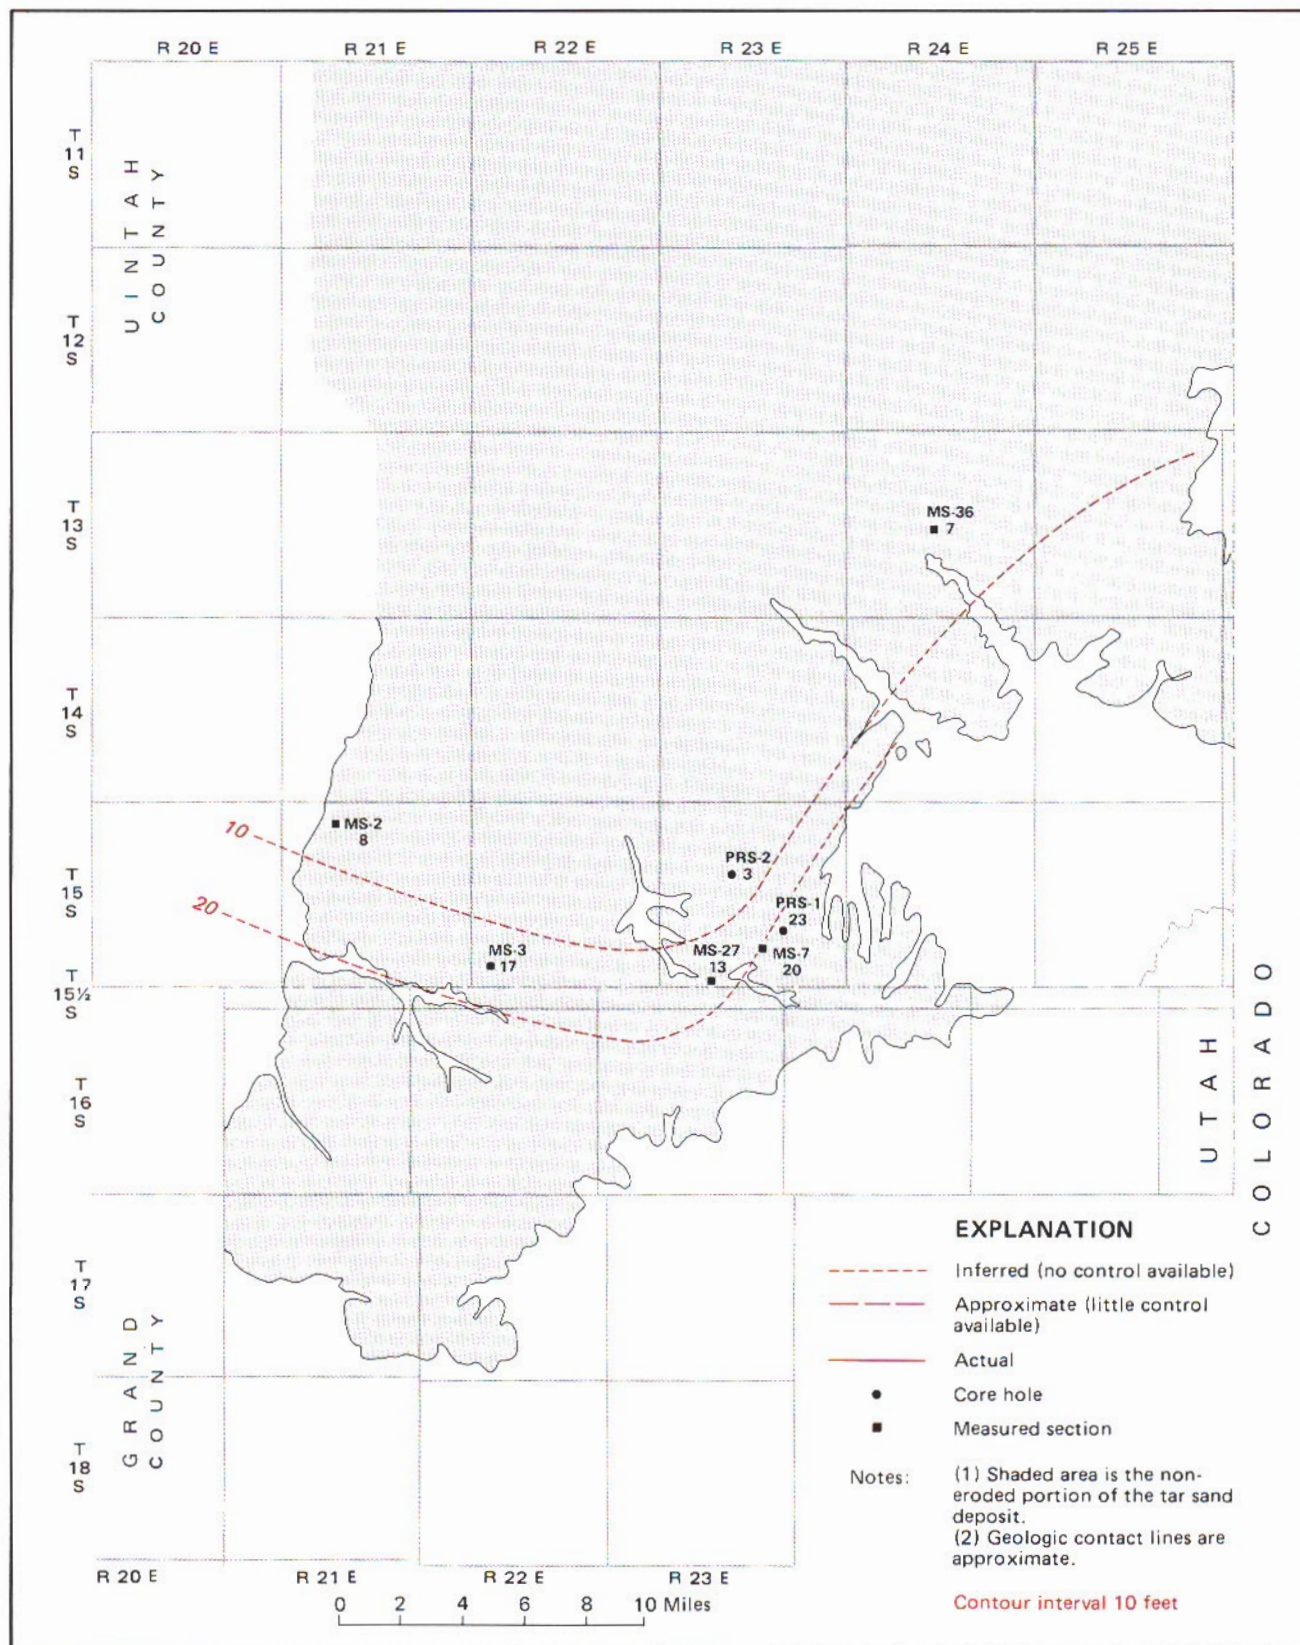 R 20 E R 21 E R 22 E R 23 E R 24 E R 25 E
T
11
S
UINTAH
COUNTY
T
12
S
T
13
S
MS-36
7
T
14
S
10
MS-2
8
PRS-2
3
T
15
S
20
PRS-1
23
MS-3
17
MS-27
13
MS-7
20
T
15½
S
T
16
S
UTAH
COLORADO
T
17
S
GRAND
COUNTY
T
18
S
EXPLANATION
Inferred (no control available)
Approximate (little control
available)
Actual
Core hole
Measured section
Notes: (1) Shaded area is the non-
eroded portion of the tar sand
deposit.
(2) Geologic contact lines are
approximate.
Contour interval 10 feet
R 20 E R 21 E R 22 E R 23 E
0 2 4 6 8 10 Miles